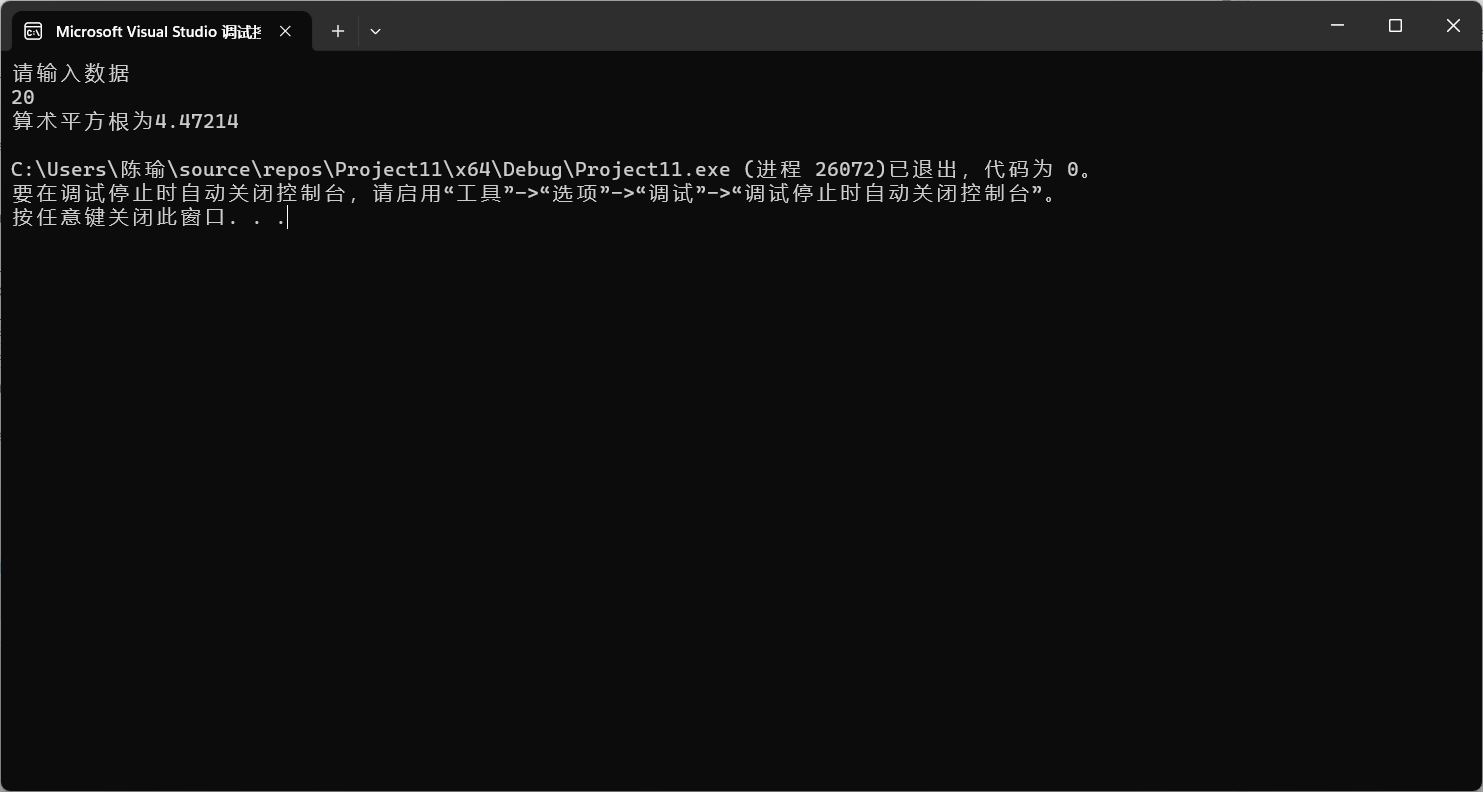 Microsoft Visual Studio 调试
请输入数据
20
算术平方根为4.47214
C:\Users\陈瑜\source\repos\Project11\x64\Debug\Project11.exe (进程 26072)已退出，代码为 0。
要在调试停止时自动关闭控制台，请启用“工具”->“选项”->“调试”->“调试停止时自动关闭控制台”。
按任意键关闭此窗口. . .